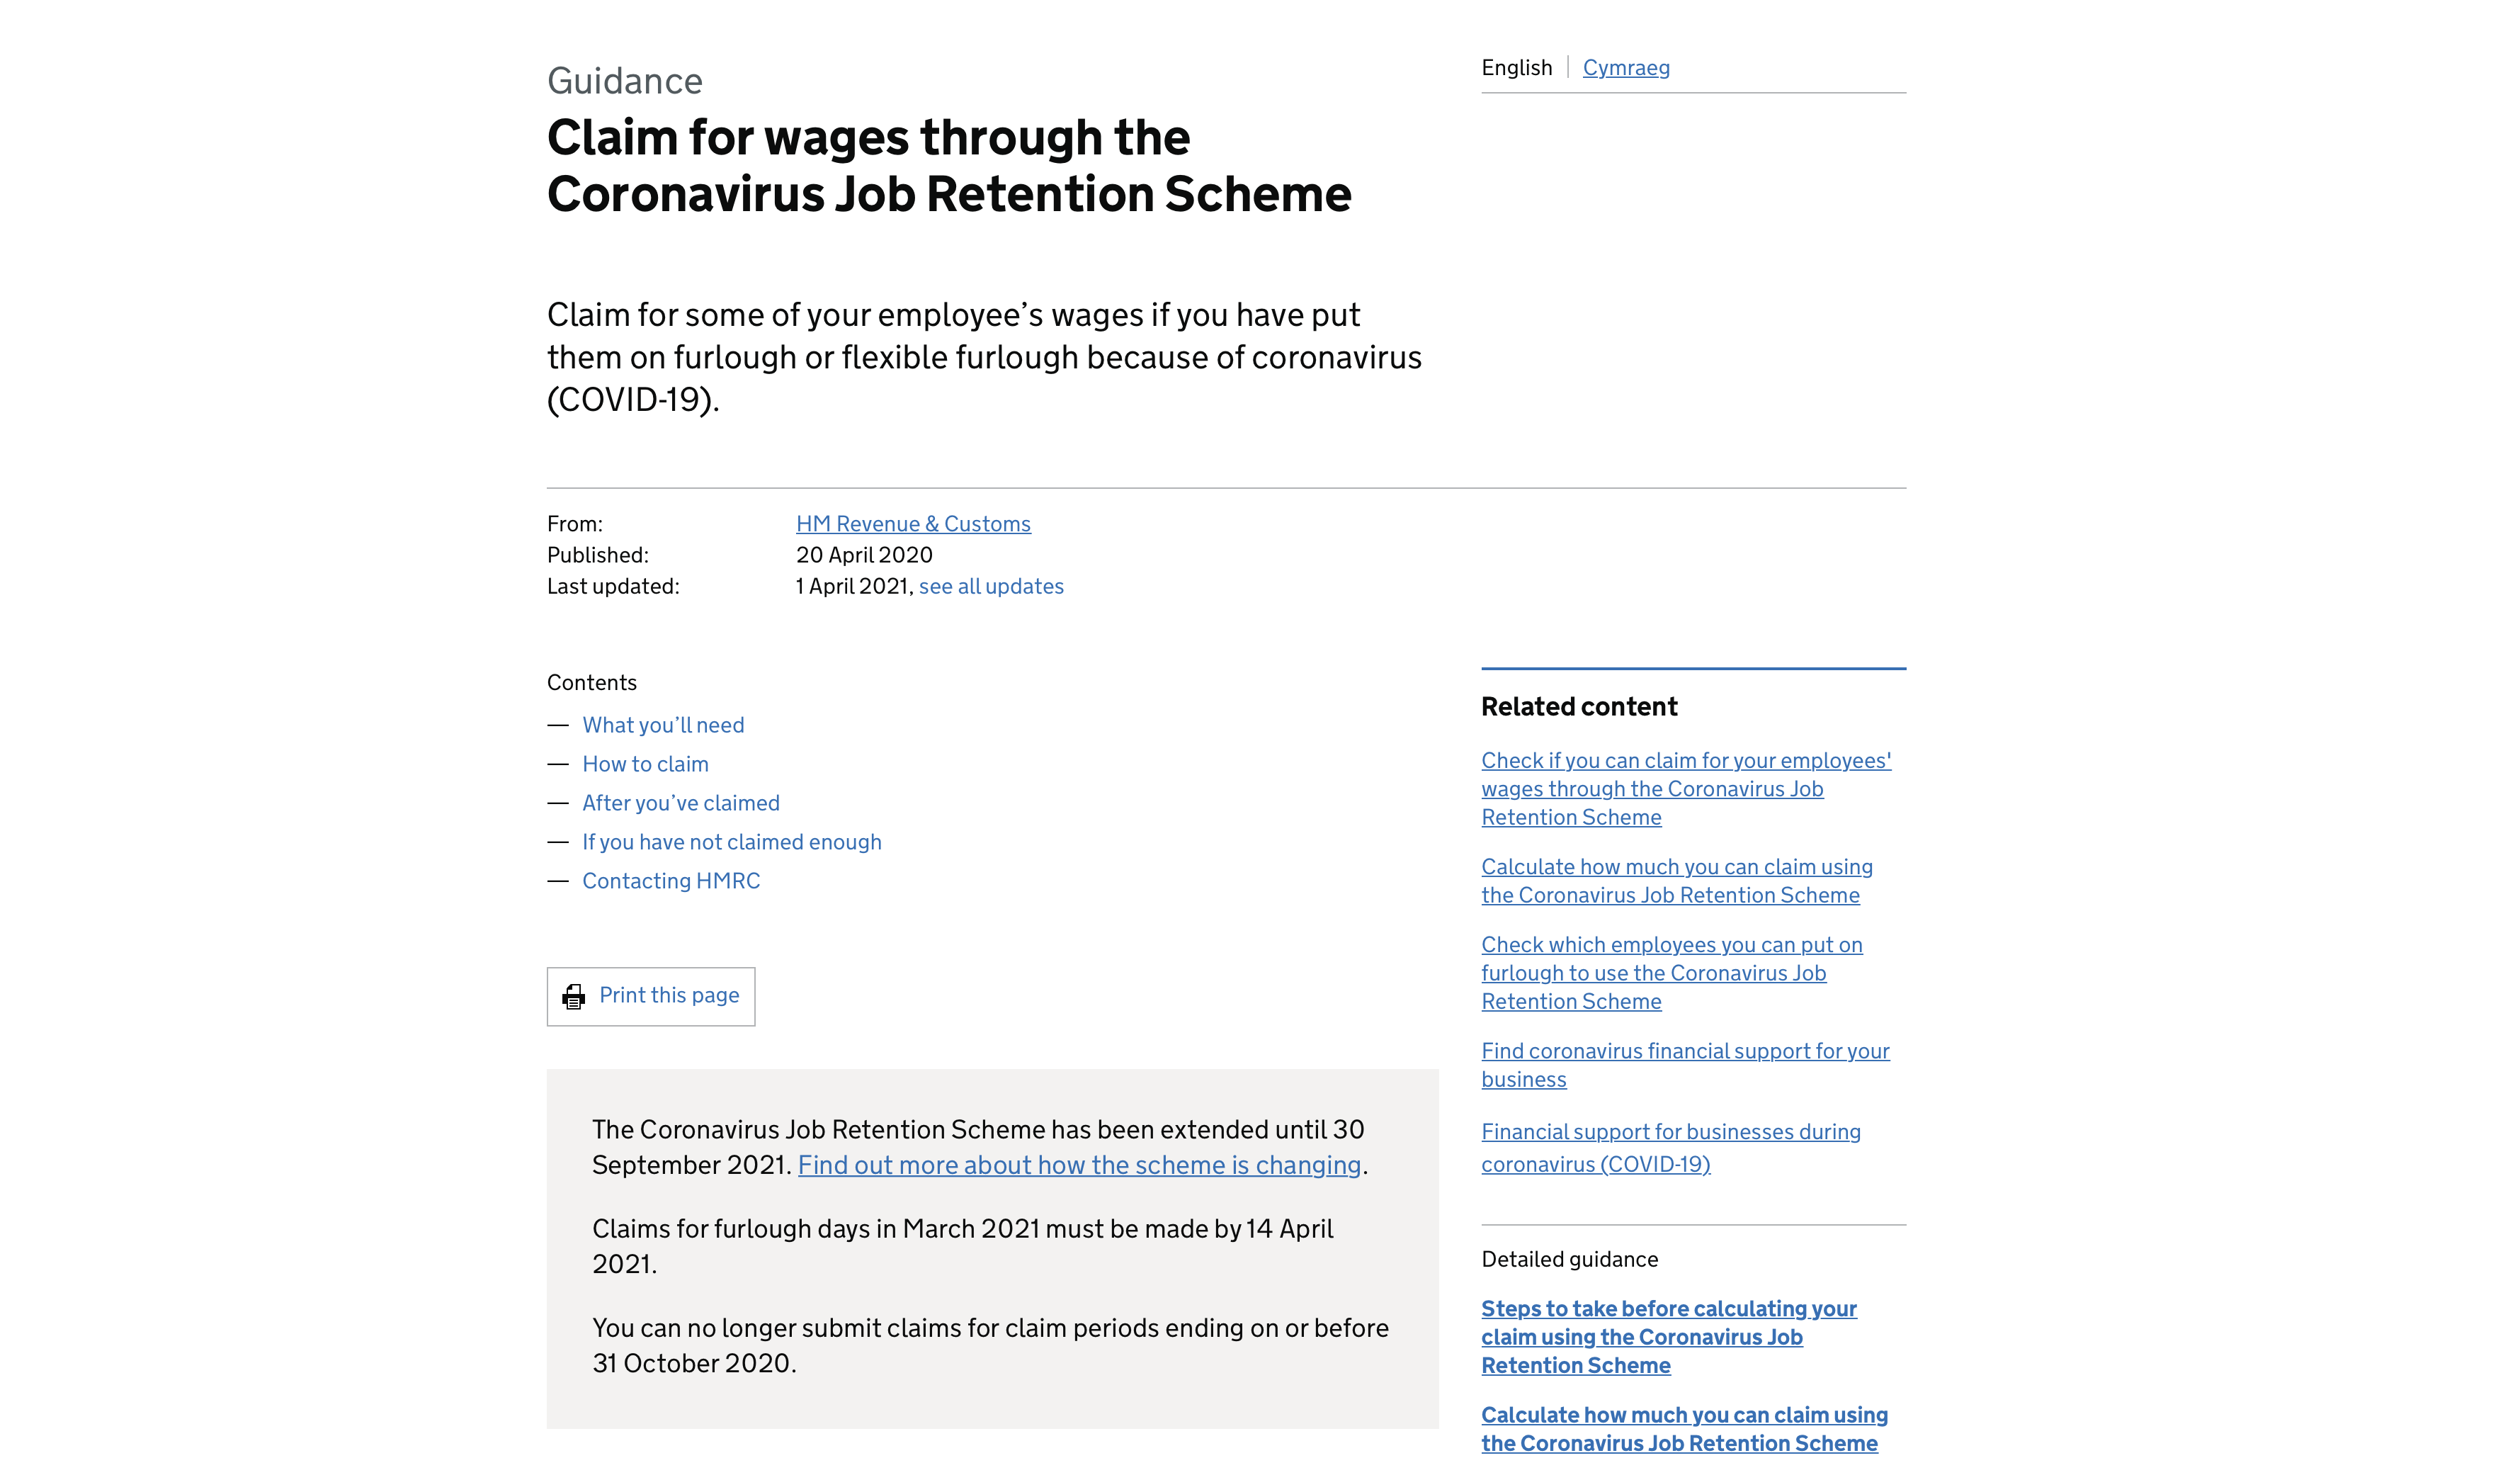 Guidance
Claim for wages through the
Coronavirus Job Retention Scheme
English
Cymraeg
Claim for some of your employee’s wages if you have put
them on furlough or flexible furlough because of coronavirus
(COVID-19).
From: HM Revenue & Customs
Published: 20 April 2020
Last updated: 1 April 2021, see all updates
Contents
— What you’ll need
— How to claim
— After you’ve claimed
— If you have not claimed enough
— Contacting HMRC
Print this page
The Coronavirus Job Retention Scheme has been extended until 30
September 2021. Find out more about how the scheme is changing.
Claims for furlough days in March 2021 must be made by 14 April
2021.
You can no longer submit claims for claim periods ending on or before
31 October 2020.
Related content
Check if you can claim for your employees'
wages through the Coronavirus Job
Retention Scheme
Calculate how much you can claim using
the Coronavirus Job Retention Scheme
Check which employees you can put on
furlough to use the Coronavirus Job
Retention Scheme
Find coronavirus financial support for your
business
Financial support for businesses during
coronavirus (COVID-19)
Detailed guidance
Steps to take before calculating your
claim using the Coronavirus Job
Retention Scheme
Calculate how much you can claim using
the Coronavirus Job Retention Scheme